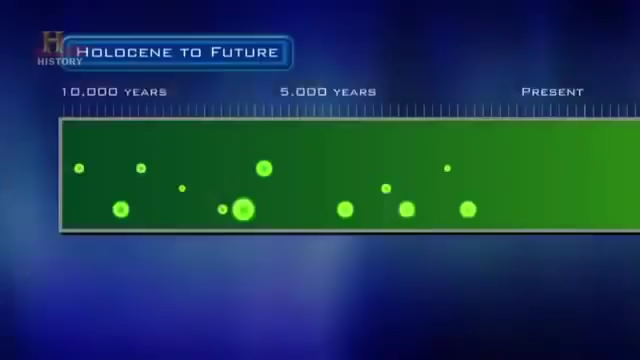 H
HISTORY
HOLOCENE TO FUTURE
10,000 YEARS
5,000 YEARS
PRESENT